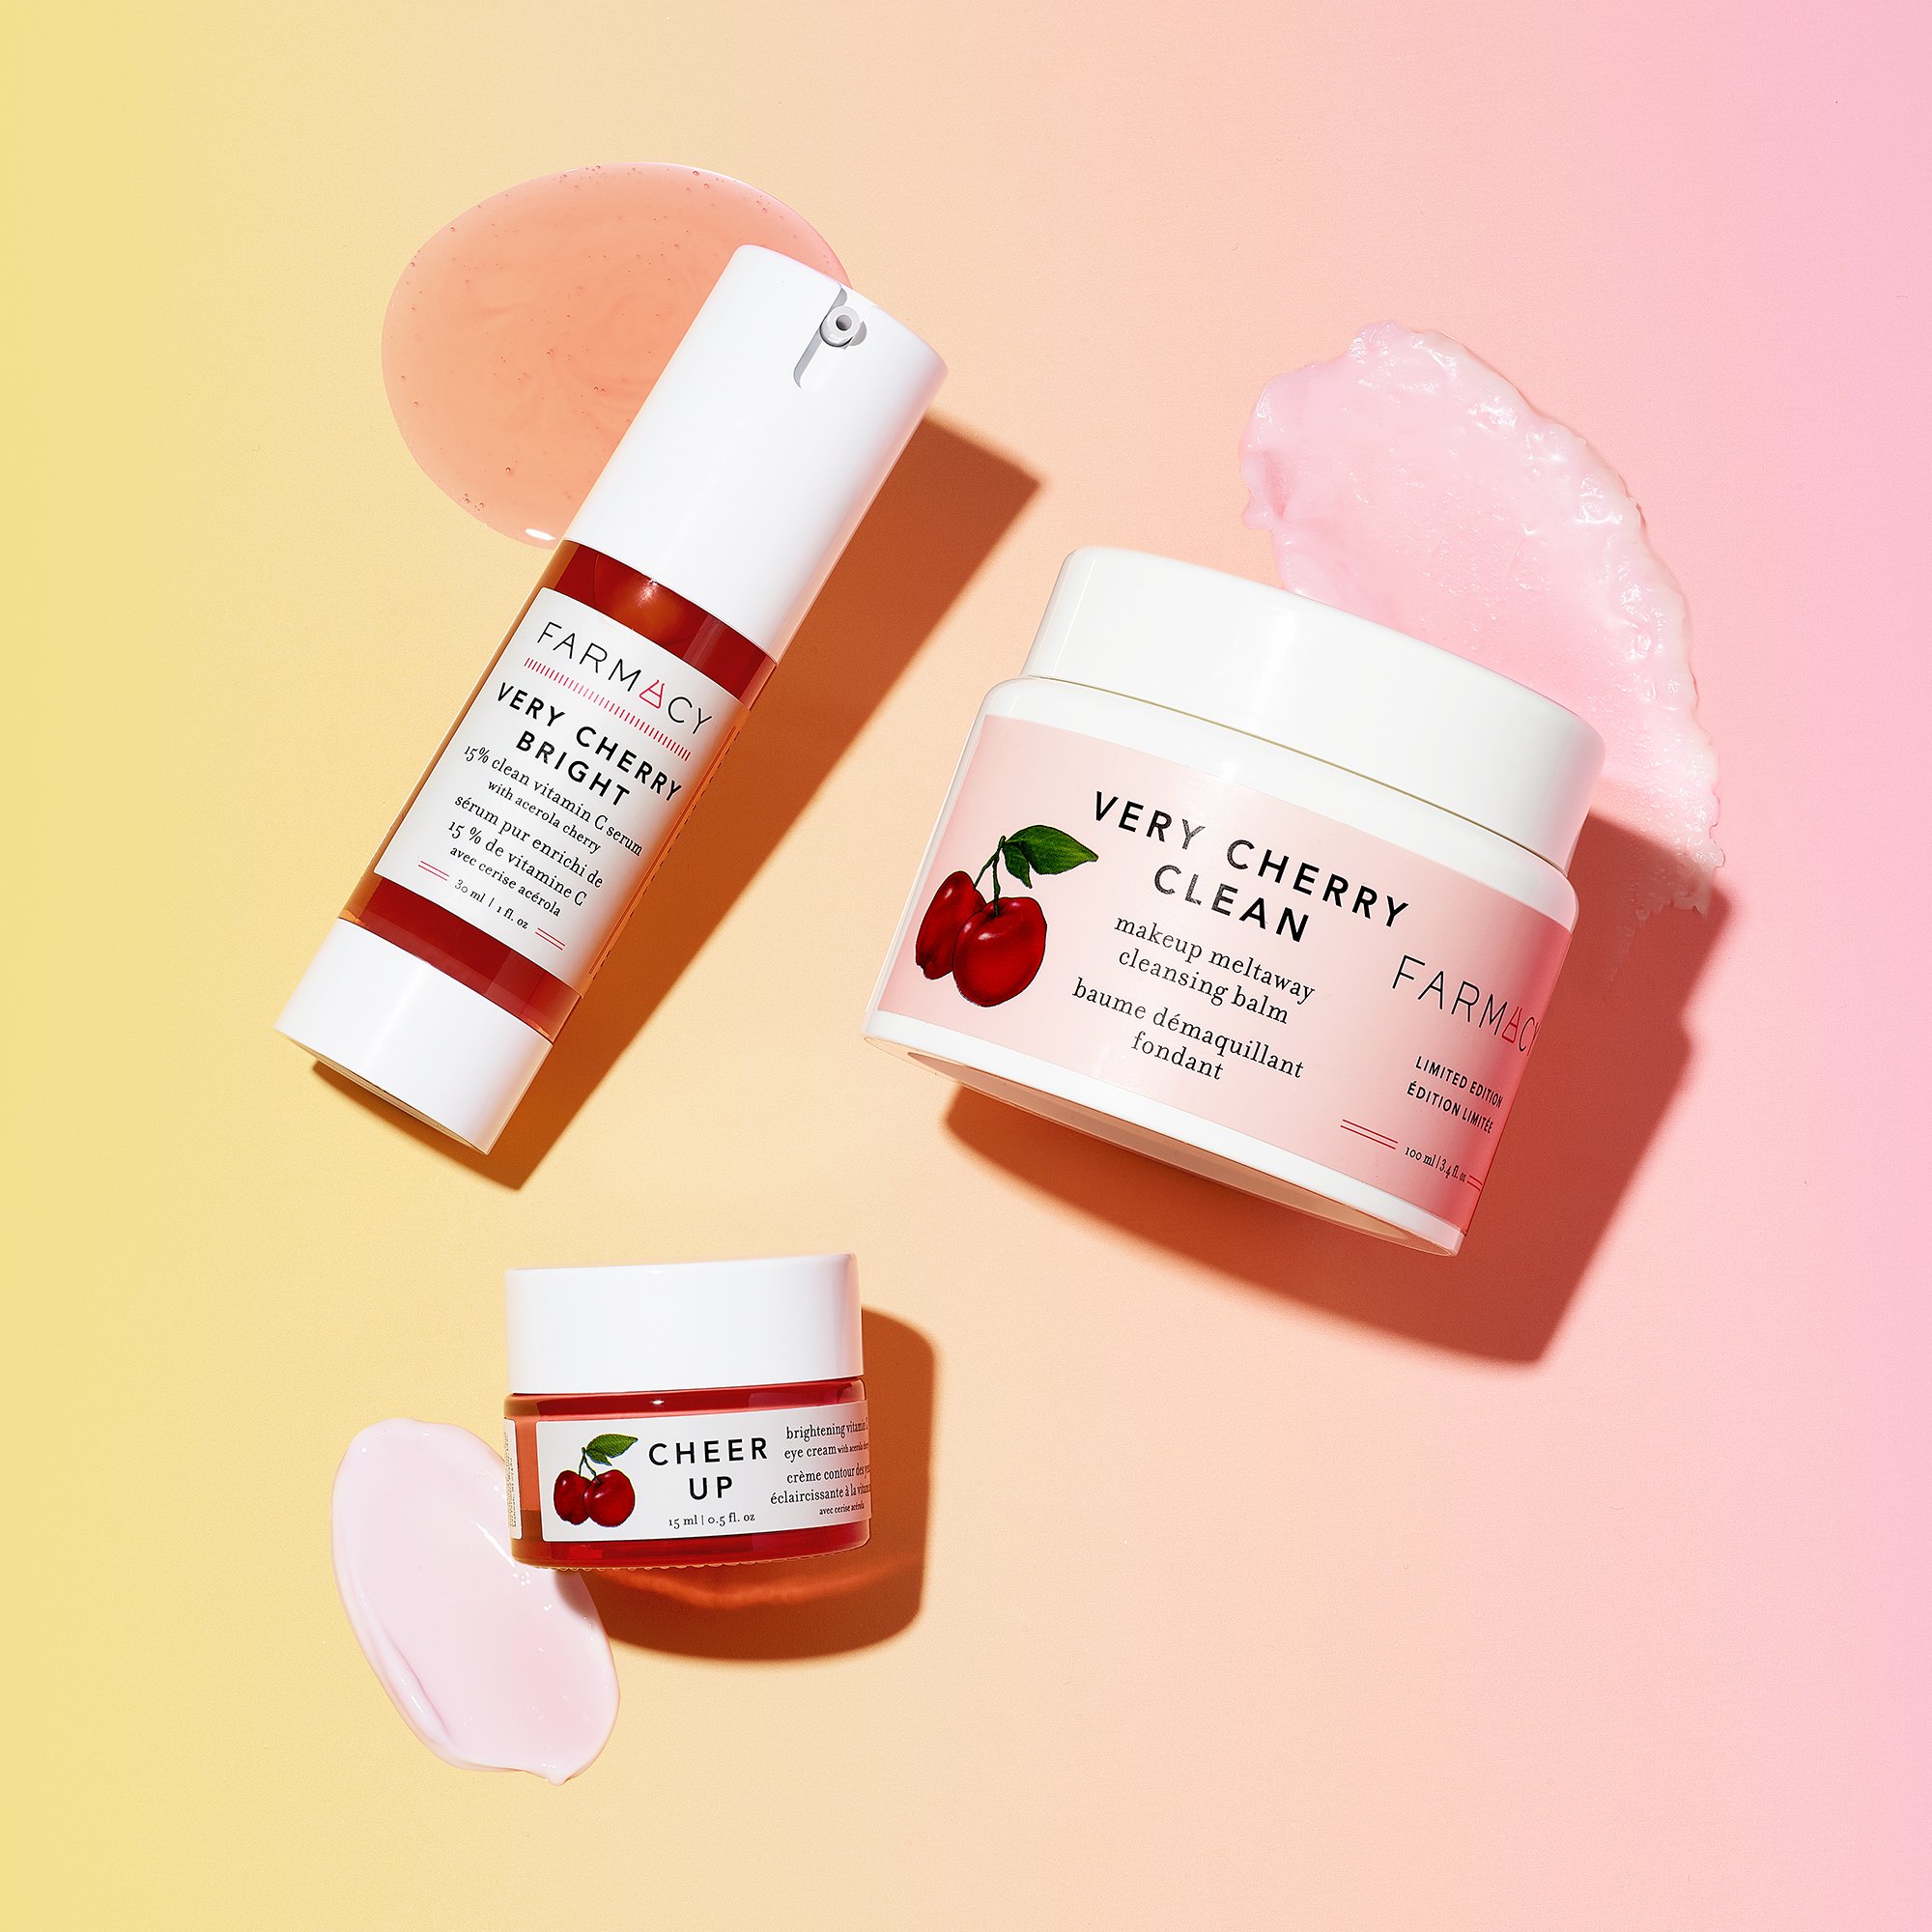 FARMACY
VERY CHERRY
BRIGHT
15% clean vitamin C serum
with acerola cherry
sérum pur enrichi de
15 % de vitamine C
avec cerise acérola
30 ml | 1 fl. oz
VERY CHERRY
CLEAN
makeup meltaway
cleansing balm
baume démaquillant
fondant
FARMACY
LIMITED EDITION
ÉDITION LIMITÉE
100 ml | 3.4 fl. oz
CHEER
UP
15 ml | 0.5 fl. oz
brightening vitamin
eye cream with acerola
crème contour des
éclaircissante à la
avec cerise acérola